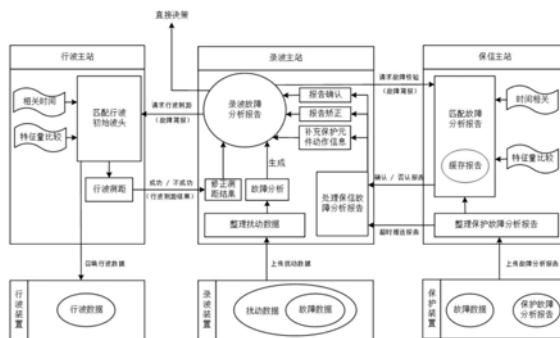 直接决策
行波主站
录波主站
保信主站
相关时间
特征量比较
匹配行波
初始波头
行波测距
请求行波测距
(故障简报)
录波故障
分析报告
报告确认
报告矫正
补充保护元
件动作信息
请求故障校验
(故障简报)
匹配故障
分析报告
缓存报告
时间相关
特征量比较
生成
成功 / 不成功
(行波测距结果)
修正测
距结果
故障分析
整理扰动数据
处理保信故
障分析报告
确认 / 否认报告
超时推送报告
整理保护故障分析报告
召唤行波数据
上传扰动数据
上传故障分析报告
行波装置
行波数据
录波装置
扰动数据
故障数据
保护装置
故障数据
保护故障
分析报告